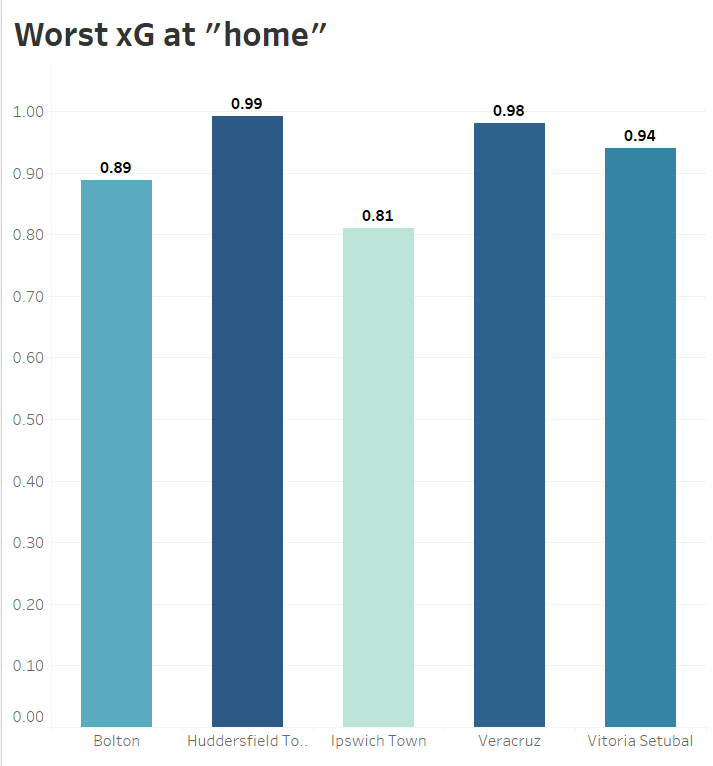 Worst xG at "home"
1.00
0.90
0.80
0.70
0.60
0.50
0.40
0.30
0.20
0.10
0.00
0.89
0.99
0.81
0.98
0.94
Bolton
Huddersfield To..
Ipswich Town
Veracruz
Vitoria Setubal